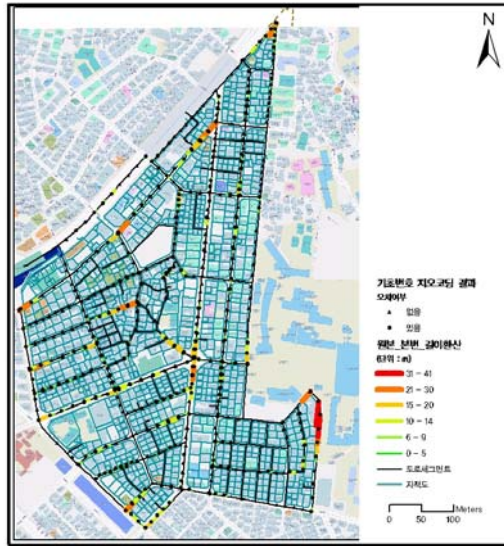 N
기초번호 지오코딩 결과
오차여부
없음
있음
원본_본번_길이환산
(단위 : m)
31 - 41
21 - 30
15 - 20
10 - 14
6 - 9
0 - 5
도로세그먼트
지적도
Meters
0 50 100